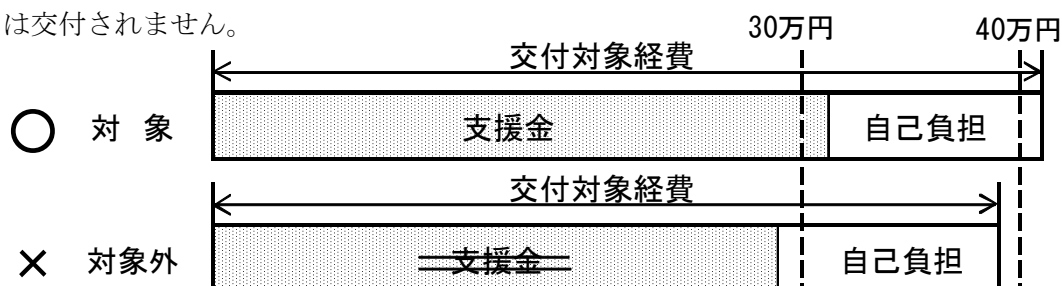 は交付されません。
30万円 40万円
交付対象経費
○ 対 象 支援金 自己負担
交付対象経費
× 対象外 支援金 自己負担